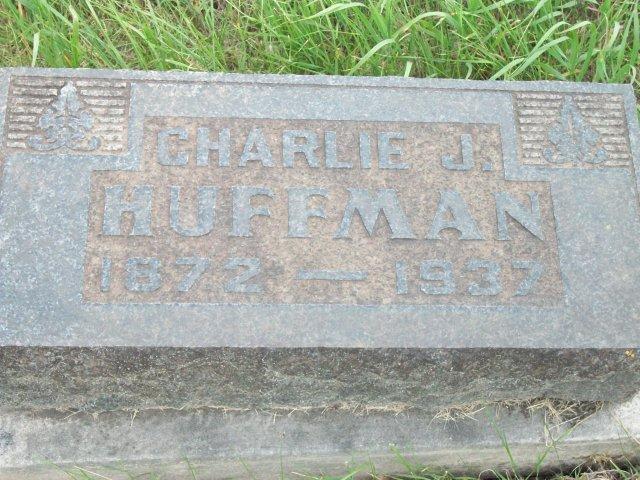 CHARLIE J.
HUFFMAN
1872 — 1937